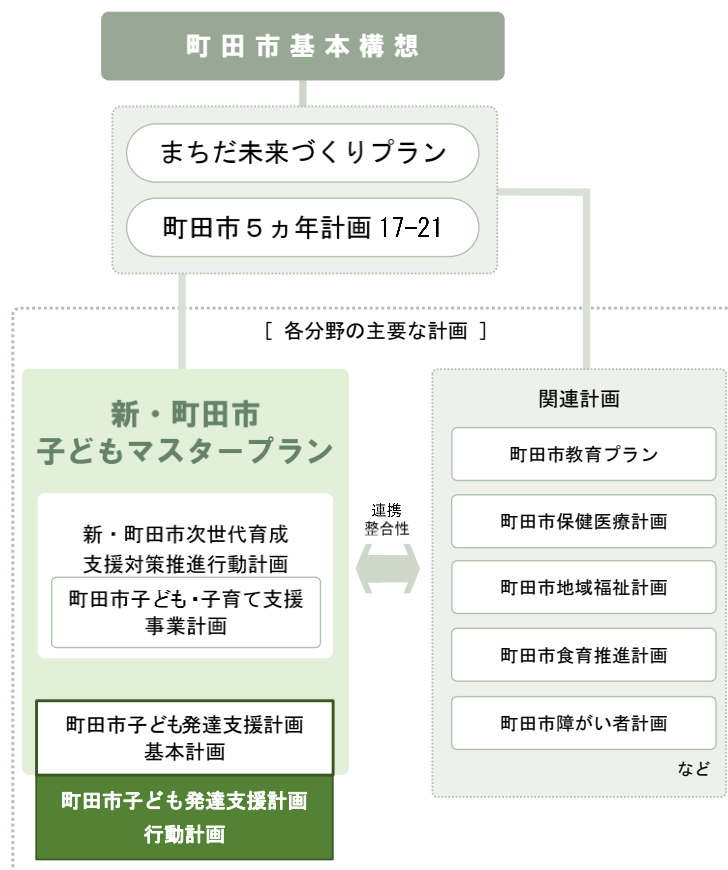 町田市基本構想
まちだ未来づくりプラン
町田市5ヵ年計画 17-21
[ 各分野の主要な計画 ]
新・町田市
子どもマスタープラン
新・町田市次世代育成
支援対策推進行動計画
町田市子ども・子育て支援
事業計画
町田市子ども発達支援計画
基本計画
町田市子ども発達支援計画
行動計画
連携
整合性
関連計画
町田市教育プラン
町田市保健医療計画
町田市地域福祉計画
町田市食育推進計画
町田市障がい者計画
など